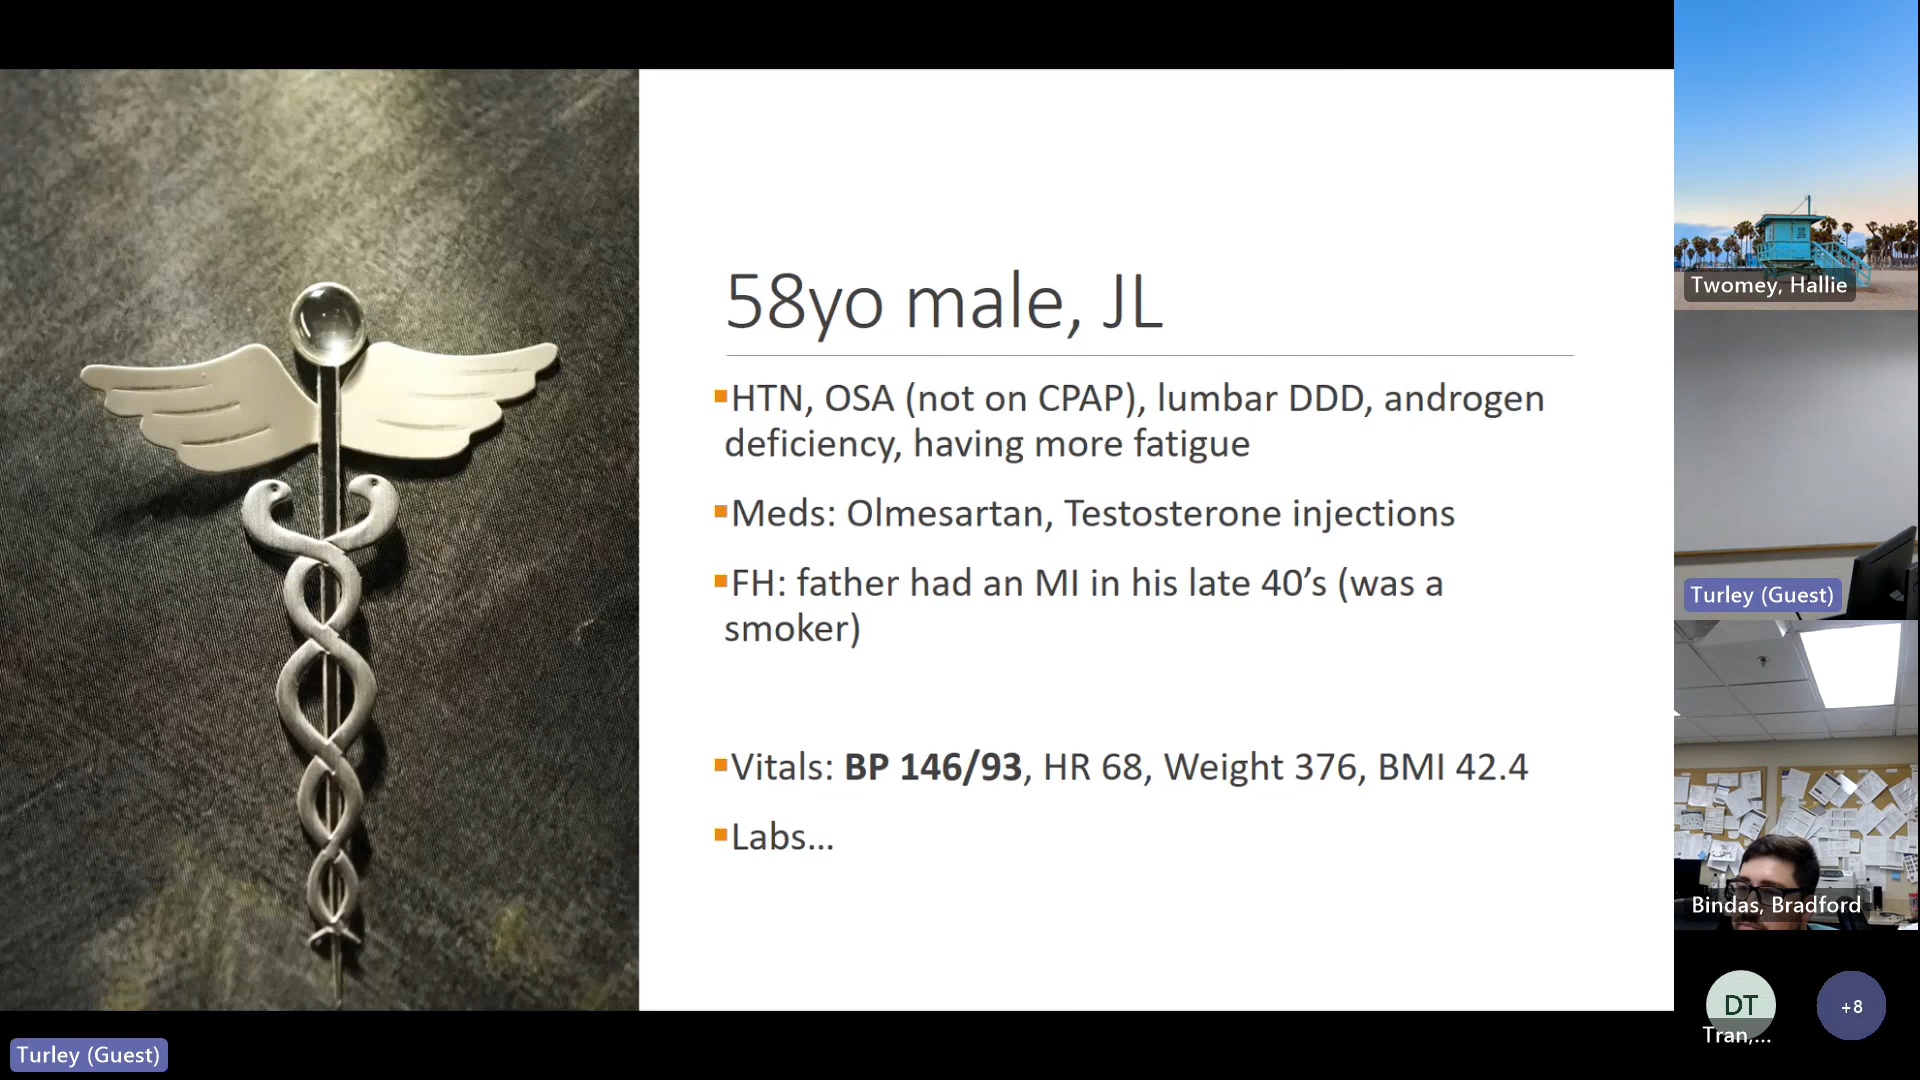 58yo male, JL
HTN, OSA (not on CPAP), lumbar DDD, androgen
deficiency, having more fatigue
Meds: Olmesartan, Testosterone injections
FH: father had an MI in his late 40’s (was a
smoker)
Vitals: BP 146/93, HR 68, Weight 376, BMI 42.4
Labs…
Twomey, Hallie
Turley (Guest)
Bindas, Bradford
DT
Tran,...
+8
Turley (Guest)